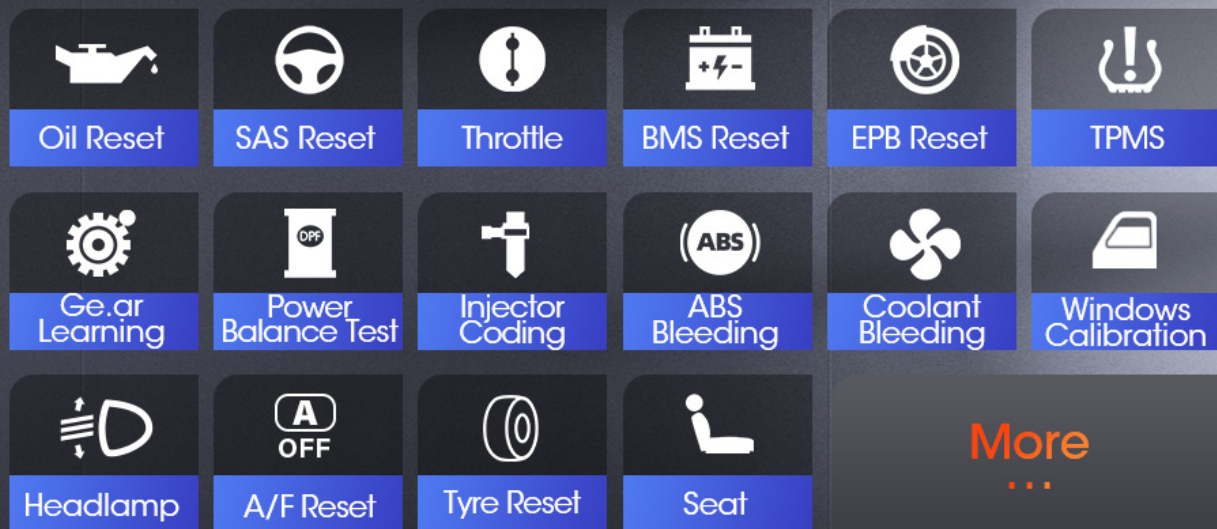 Oil Reset
SAS Reset
Throttle
+ -
BMS Reset
EPB Reset
!
TPMS
Ge.ar
Learning
DPF
Power
Balance Test
Injector
Coding
ABS
ABS
Bleeding
Coolant
Bleeding
Windows
Calibration
Headlamp
A
OFF
A/F Reset
Tyre Reset
Seat
More
...